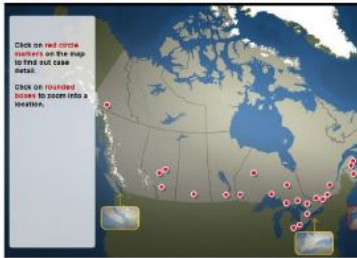 Click on red circle
markers on the map
to find out case
detail.
Click on rounded
boxes to zoom into a
location.